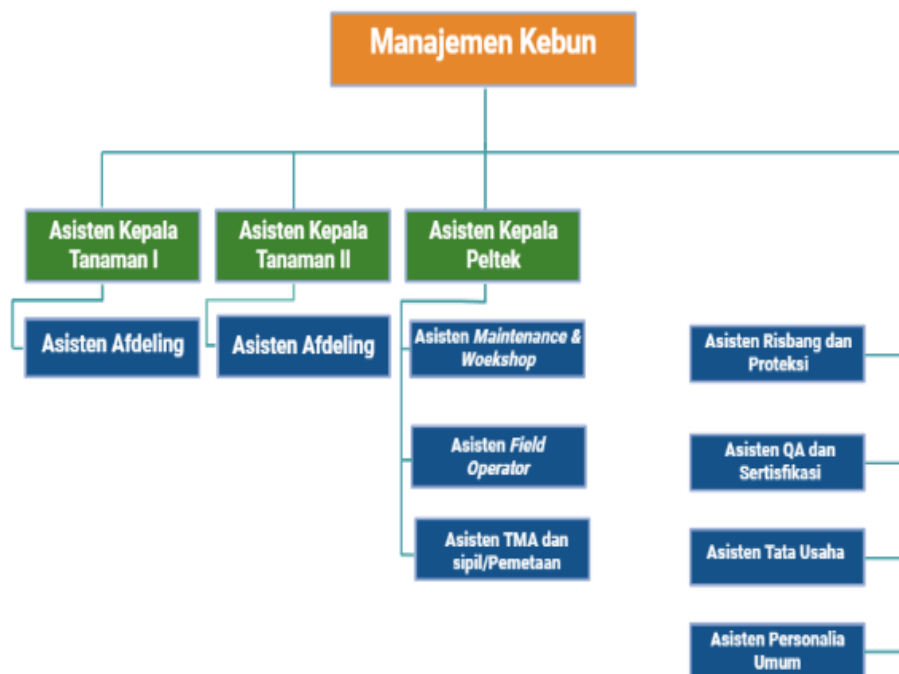 Manajemen Kebun
Asisten Kepala
Tanaman I
Asisten Kepala
Tanaman II
Asisten Kepala
Peltek
Asisten Afdeling
Asisten Afdeling
Asisten Maintenance &
Woekshop
Asisten Field
Operator
Asisten TMA dan
sipil/Pemetaan
Asisten Risbang dan
Proteksi
Asisten QA dan
Sertisfikasi
Asisten Tata Usaha
Asisten Personalia
Umum